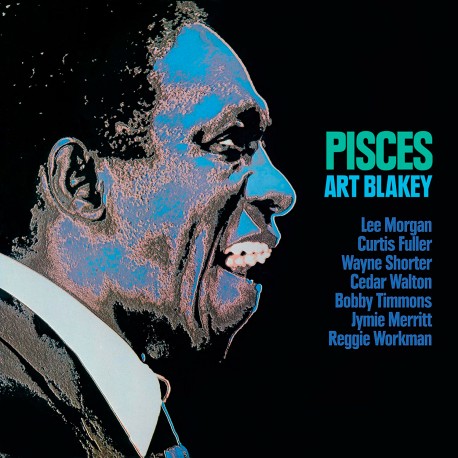 PISCES
ART BLAKEY
Lee Morgan
Curtis Fuller
Wayne Shorter
Cedar Walton
Bobby Timmons
Jymie Merritt
Reggie Workman